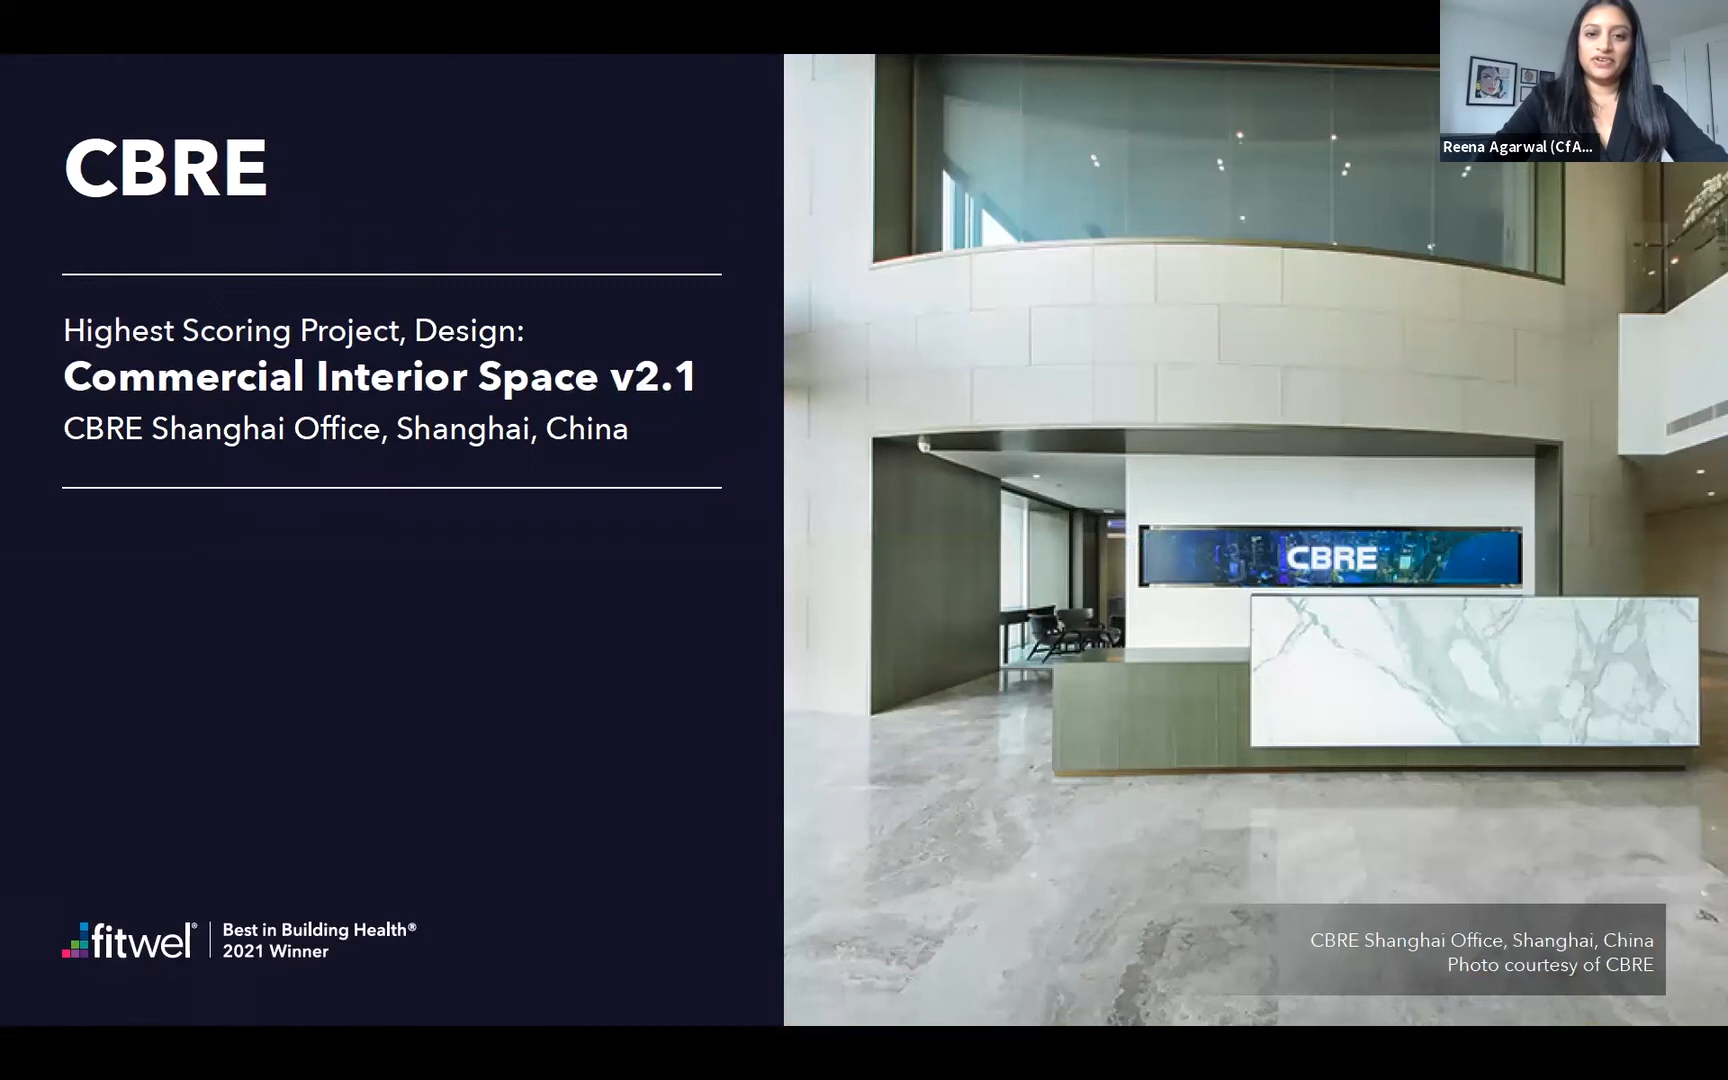 CBRE
Highest Scoring Project, Design:
Commercial Interior Space v2.1
CBRE Shanghai Office, Shanghai, China
fitwel®
Best in Building Health®
2021 Winner
Reena Agarwal (CfA...
CBRE
CBRE Shanghai Office, Shanghai, China
Photo courtesy of CBRE